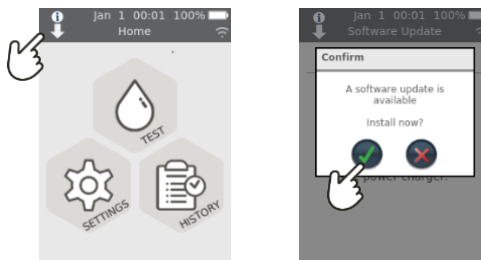 Jan 1 00:01 100%
Home
TEST
SETTINGS
HISTORY
Jan 1 00:01 100%
Software Update
Confirm
A software update is
available
Install now?
power charger.